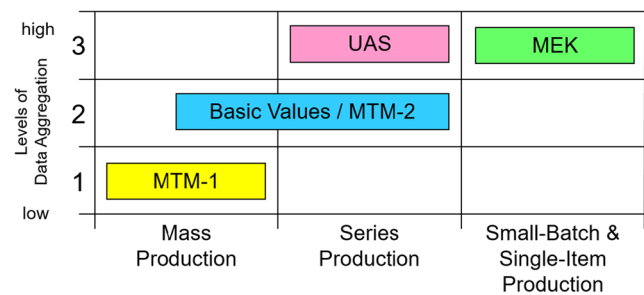 high
Levels of
Data Aggregation
3
UAS
MEK
2
Basic Values / MTM-2
1
MTM-1
low
Mass
Production
Series
Production
Small-Batch &
Single-Item
Production